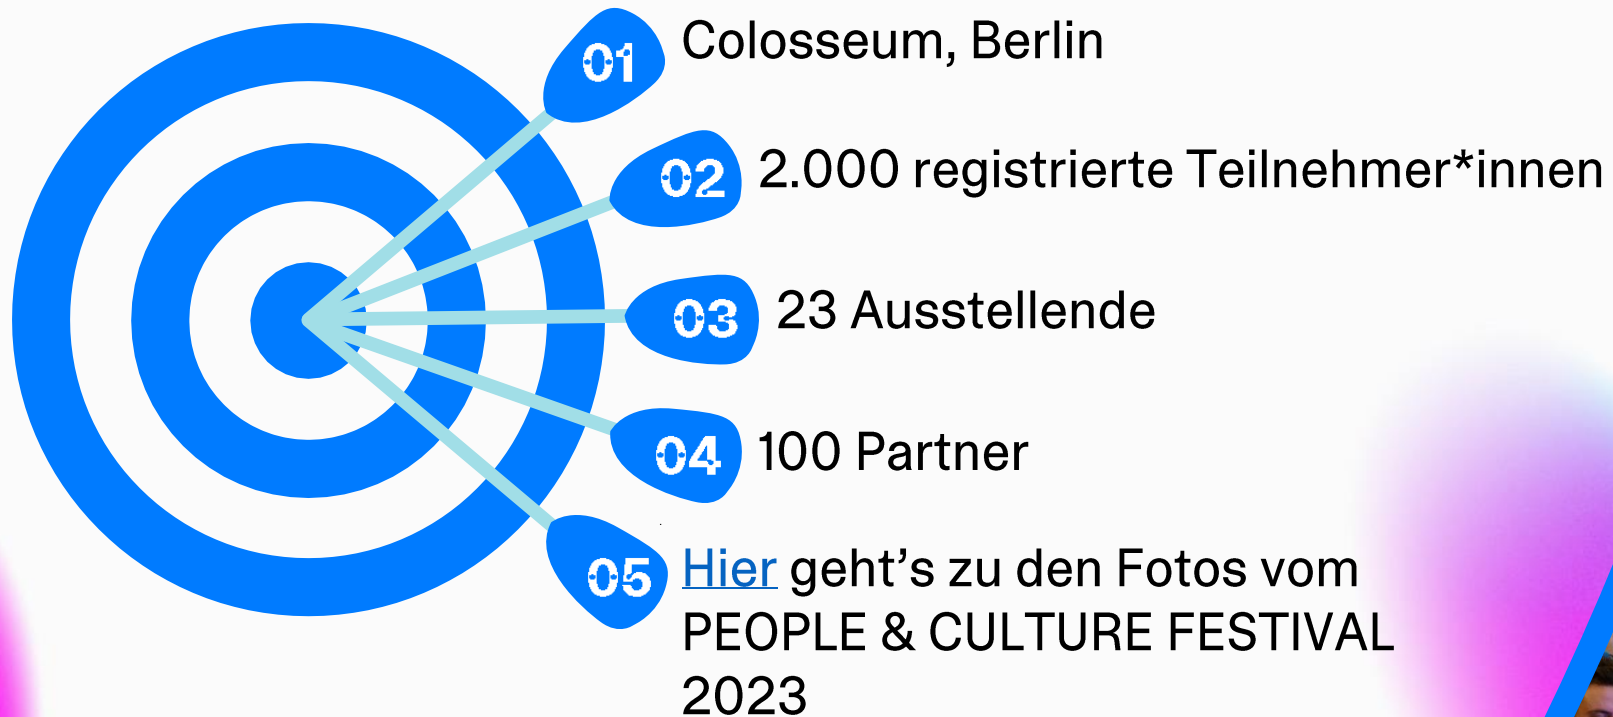 01 Colosseum, Berlin
02 2.000 registrierte Teilnehmer*innen
03 23 Ausstellende
04 100 Partner
05 Hier geht’s zu den Fotos vom
PEOPLE & CULTURE FESTIVAL
2023